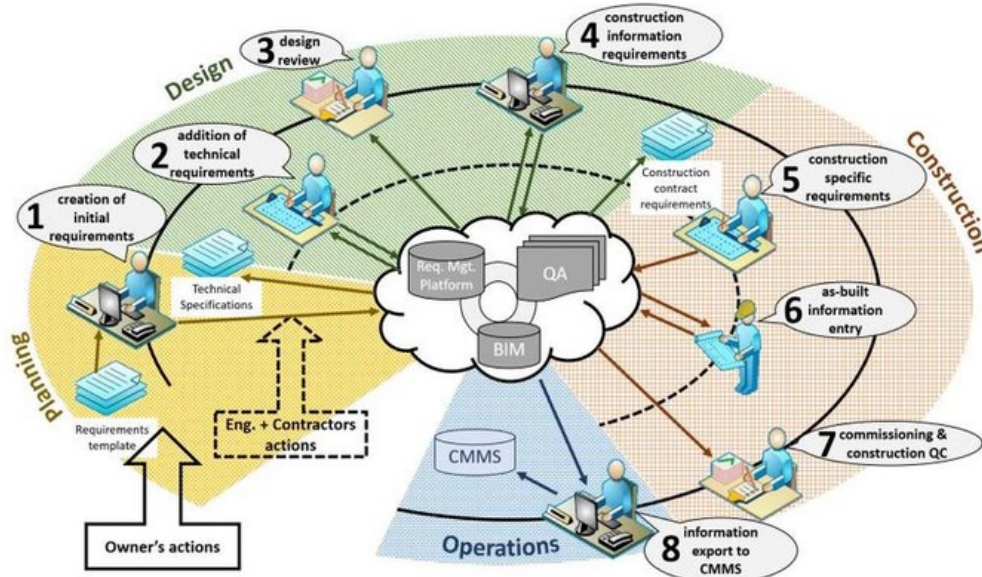 Design
3 design
review
4 construction
information
requirements
2 addition of
technical
requirements
1 creation of
initial
requirements
Construction
contract
requirements
5 construction
specific
requirements
Construction
Technical
Specifications
Req. Mgt.
Platform
QA
BIM
6 as-built
information
entry
Planning
Requirements
template
Eng. + Contractors
actions
CMMS
7 commissioning &
construction QC
Owner's actions
Operations
8 information
export to
CMMS